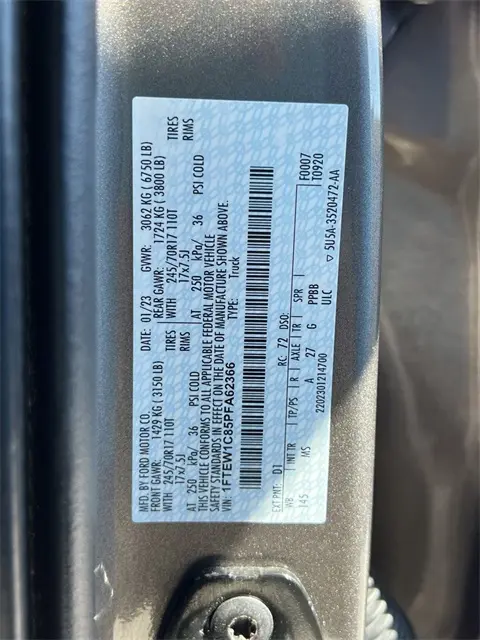 MFD. BY FORD MOTOR CO.
DATE: 01/23 GVWR: 3062 KG ( 6750 LB)
FRONT GAWR: 1429 KG ( 3150 LB)
REAR GAWR: 1724 KG ( 3800 LB)
WITH 245/70R17 110T TIRES
WITH 245/70R17 110T TIRES
17x7.5J RIMS
17x7.5J RIMS
AT 250 kPa/ 36 PSI COLD
AT 250 kPa/ 36 PSI COLD
THIS VEHICLE CONFORMS TO ALL APPLICABLE FEDERAL MOTOR VEHICLE
SAFETY STANDARDS IN EFFECT ON THE DATE OF MANUFACTURE SHOWN ABOVE.
VIN: 1FTEW1C85PFA62366
TYPE: Truck
F0007
T0920
EXT PNT: D1 RC: 72 DSO:
WB INT TR TP/PS R AXLE TR SPR
145 MS A 27 G PPBB
ULC
2202301214700
▽ 5U5A-3520472-AA